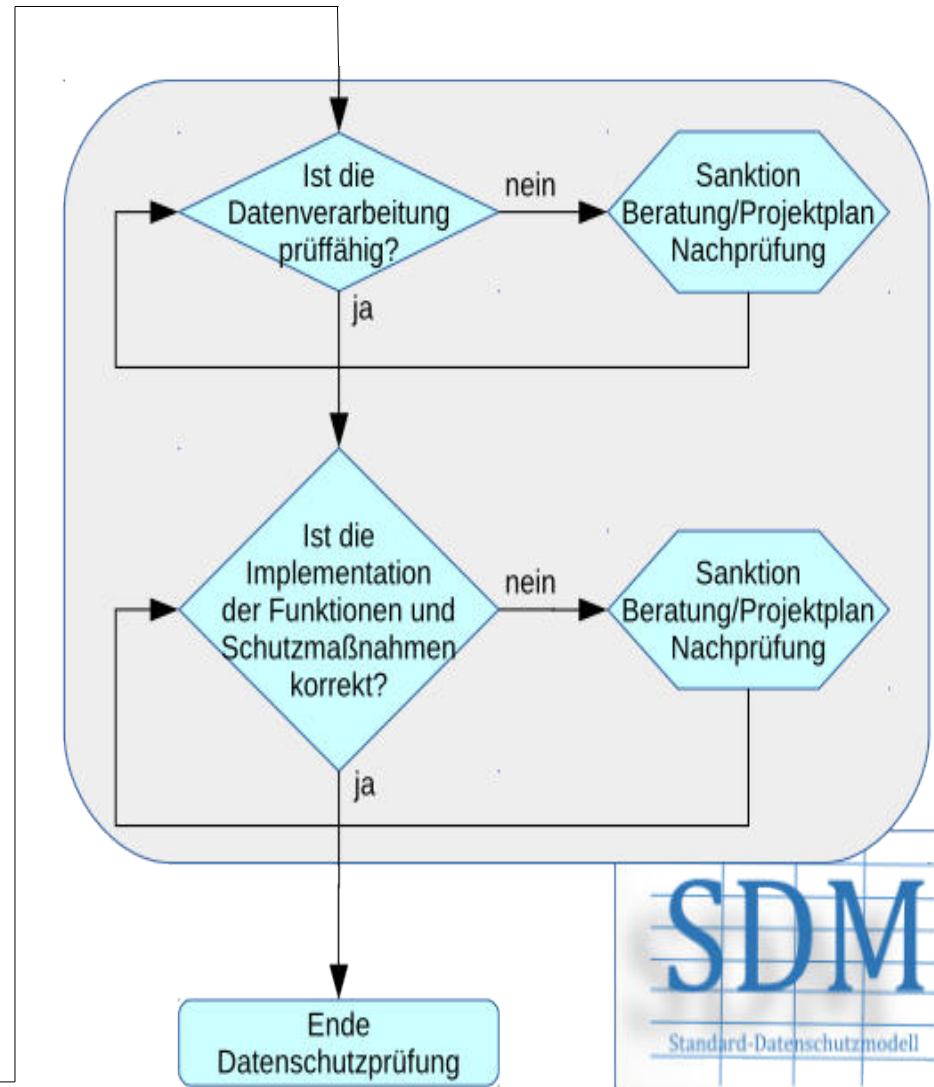 Ist die
Datenverarbeitung
prüffähig?
nein
Sanktion
Beratung/Projektplan
Nachprüfung
ja
Ist die
Implementation
der Funktionen und
Schutzmaßnahmen
korrekt?
nein
Sanktion
Beratung/Projektplan
Nachprüfung
ja
SDM
Standard-Datenschutzmodell
Ende
Datenschutzprüfung